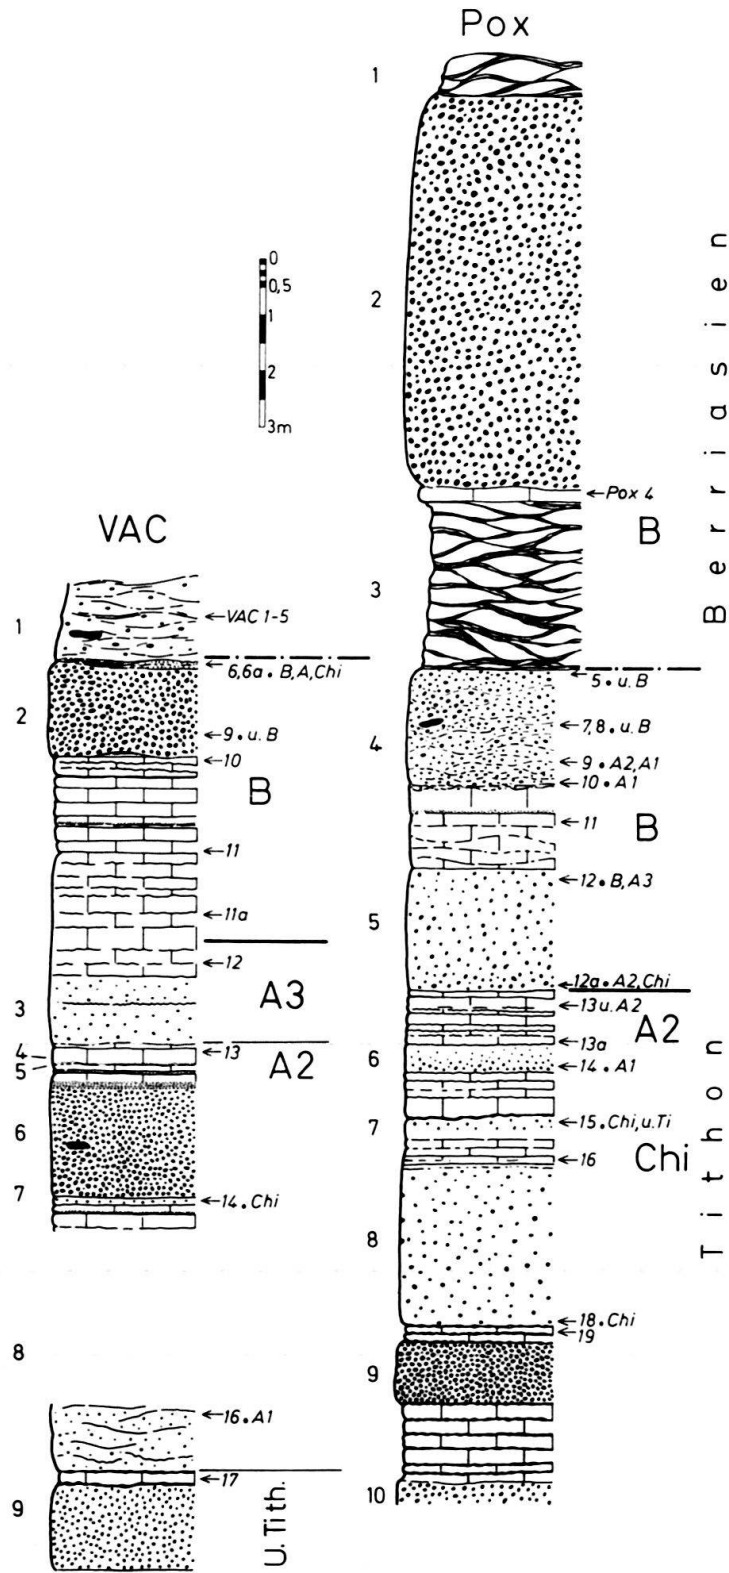 Pox
1
2
←Pox 4
B
3
←5 • u. B
4
←7,8 • u. B
←9 • A2, A1
←10 • A1
←11
B
←12 • B, A3
5
←12a • A2, Chi
←13 u. A2
A2
←13a
6
←14 • A1
7
←15 • Chi, u. Ti
←16
Chi
8
←18 • Chi
←19
9
10
Berrriasien
Tithon
0
0,5
1
2
3m
VAC
1
←VAC 1-5
←6,6a • B, A, Chi
2
←9 • u. B
←10
B
←11
←11a
←12
A3
3
4
←13
5
A2
6
7
←14 • Chi
8
←16 • A1
←17
9
U. Tith.